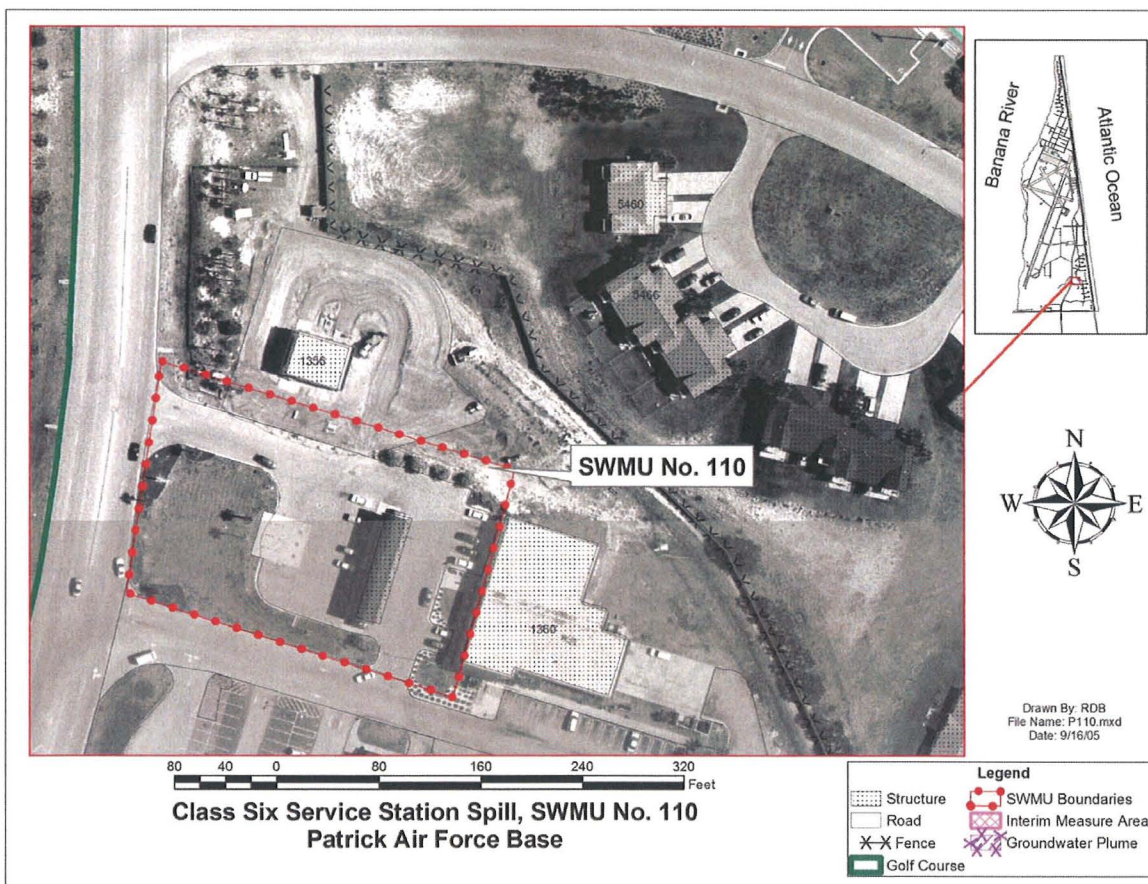 Banana River
Atlantic Ocean
5460
5466
1356
SWMU No. 110
1360
N
W E
S
Drawn By: RDB
File Name: P110.mxd
Date: 9/16/05
80 40 0 80 160 240 320
Feet
Class Six Service Station Spill, SWMU No. 110
Patrick Air Force Base
Legend
Structure
Road
Fence
Golf Course
SWMU Boundaries
Interim Measure Area
Groundwater Plume